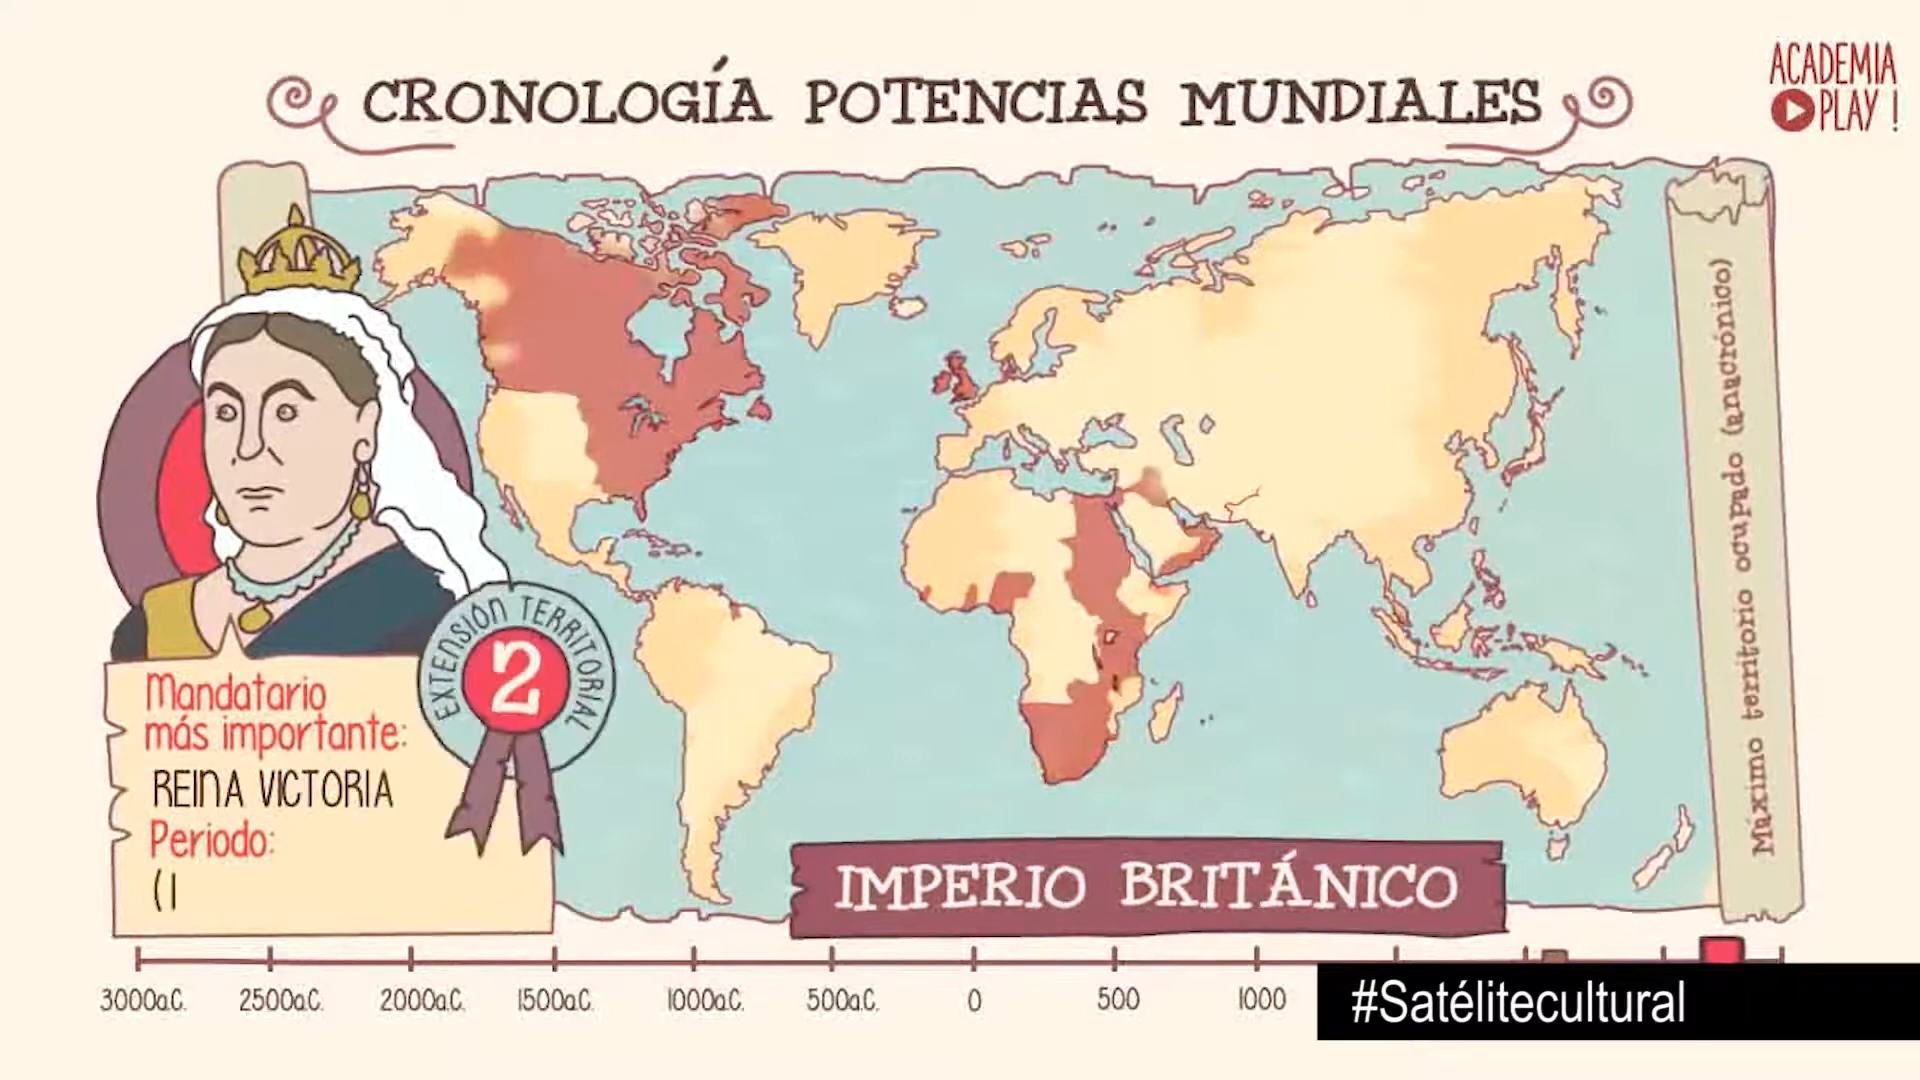 ACADEMIA
PLAY !
CRONOLOGÍA POTENCIAS MUNDIALES
Máximo territorio ocupado (anacrónico)
EXTENSIÓN TERRITORIAL
2
Mandatario
más importante:
REINA VICTORIA
Periodo:
(1
IMPERIO BRITÁNICO
3000a.C. 2500a.C. 2000a.C. 1500a.C. 1000a.C. 500a.C. 0 500 1000
#Satélitecultural